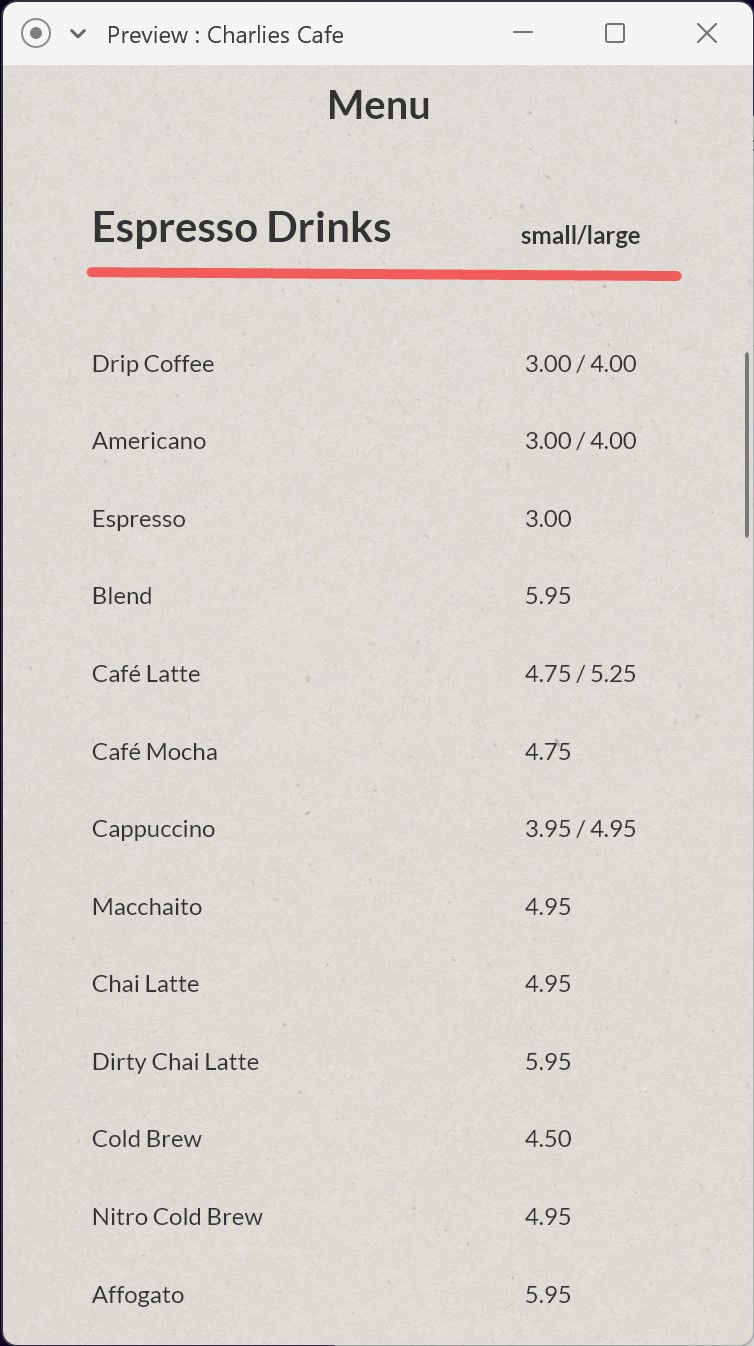 Preview : Charlies Cafe
Menu
Espresso Drinks small/large
Drip Coffee 3.00 / 4.00
Americano 3.00 / 4.00
Espresso 3.00
Blend 5.95
Café Latte 4.75 / 5.25
Café Mocha 4.75
Cappuccino 3.95 / 4.95
Macchaito 4.95
Chai Latte 4.95
Dirty Chai Latte 5.95
Cold Brew 4.50
Nitro Cold Brew 4.95
Affogato 5.95